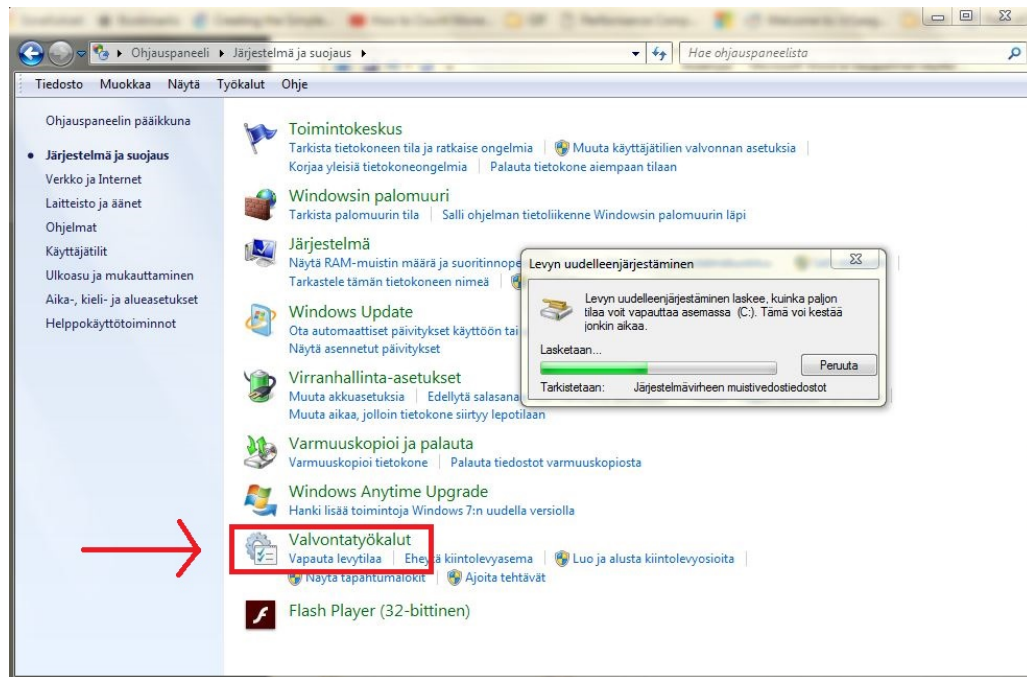 Ohjauspaneeli ▸ Järjestelmä ja suojaus ▸
Hae ohjauspaneelista
Tiedosto Muokkaa Näytä Työkalut Ohje
Ohjauspaneelin pääikkuna
Järjestelmä ja suojaus
Verkko ja Internet
Laitteisto ja äänet
Ohjelmat
Käyttäjätilit
Ulkoasu ja mukauttaminen
Aika-, kieli- ja alueasetukset
Helppokäyttötoiminnot
Toimintokeskus
Tarkista tietokoneen tila ja ratkaise ongelmia Muuta käyttäjätilien valvonnan asetuksia
Korjaa yleisiä tietokoneongelmia Palauta tietokone aiempaan tilaan
Windowsin palomuuri
Tarkista palomuurin tila Salli ohjelman tietoliikenne Windowsin palomuurin läpi
Järjestelmä
Näytä RAM-muistin määrä ja
Tarkastele tämän tietokoneen nimeä
Windows Update
Ota automaattiset päivitykset käyttöön tai
Näytä asennetut päivitykset
Virranhallinta-asetukset
Muuta akkuasetuksia Edellytä
Muuta aikaa, jolloin tietokone siirtyy lepotilaan
Varmuuskopioi ja palauta
Varmuuskopioi tietokone Palauta tiedostot varmuuskopiosta
Windows Anytime Upgrade
Hanki lisää toimintoja Windows 7:n uudella versiolla
Valvontatyökalut
Vapauta levytilaa Eheytä kiintolevyasema Luo ja alusta kiintolevyosioita
Näytä tapahtumalokit Ajoita tehtävät
Flash Player (32-bittinen)
Levyn uudelleenjärjestäminen
Levyn uudelleenjärjestäminen laskee, kuinka paljon
tilaa voit vapauttaa asemassa (C:). Tämä voi kestää
jonkin aikaa.
Lasketaan...
Peruuta
Tarkistetaan: Järjestelmävirheen muistivedostiedostot